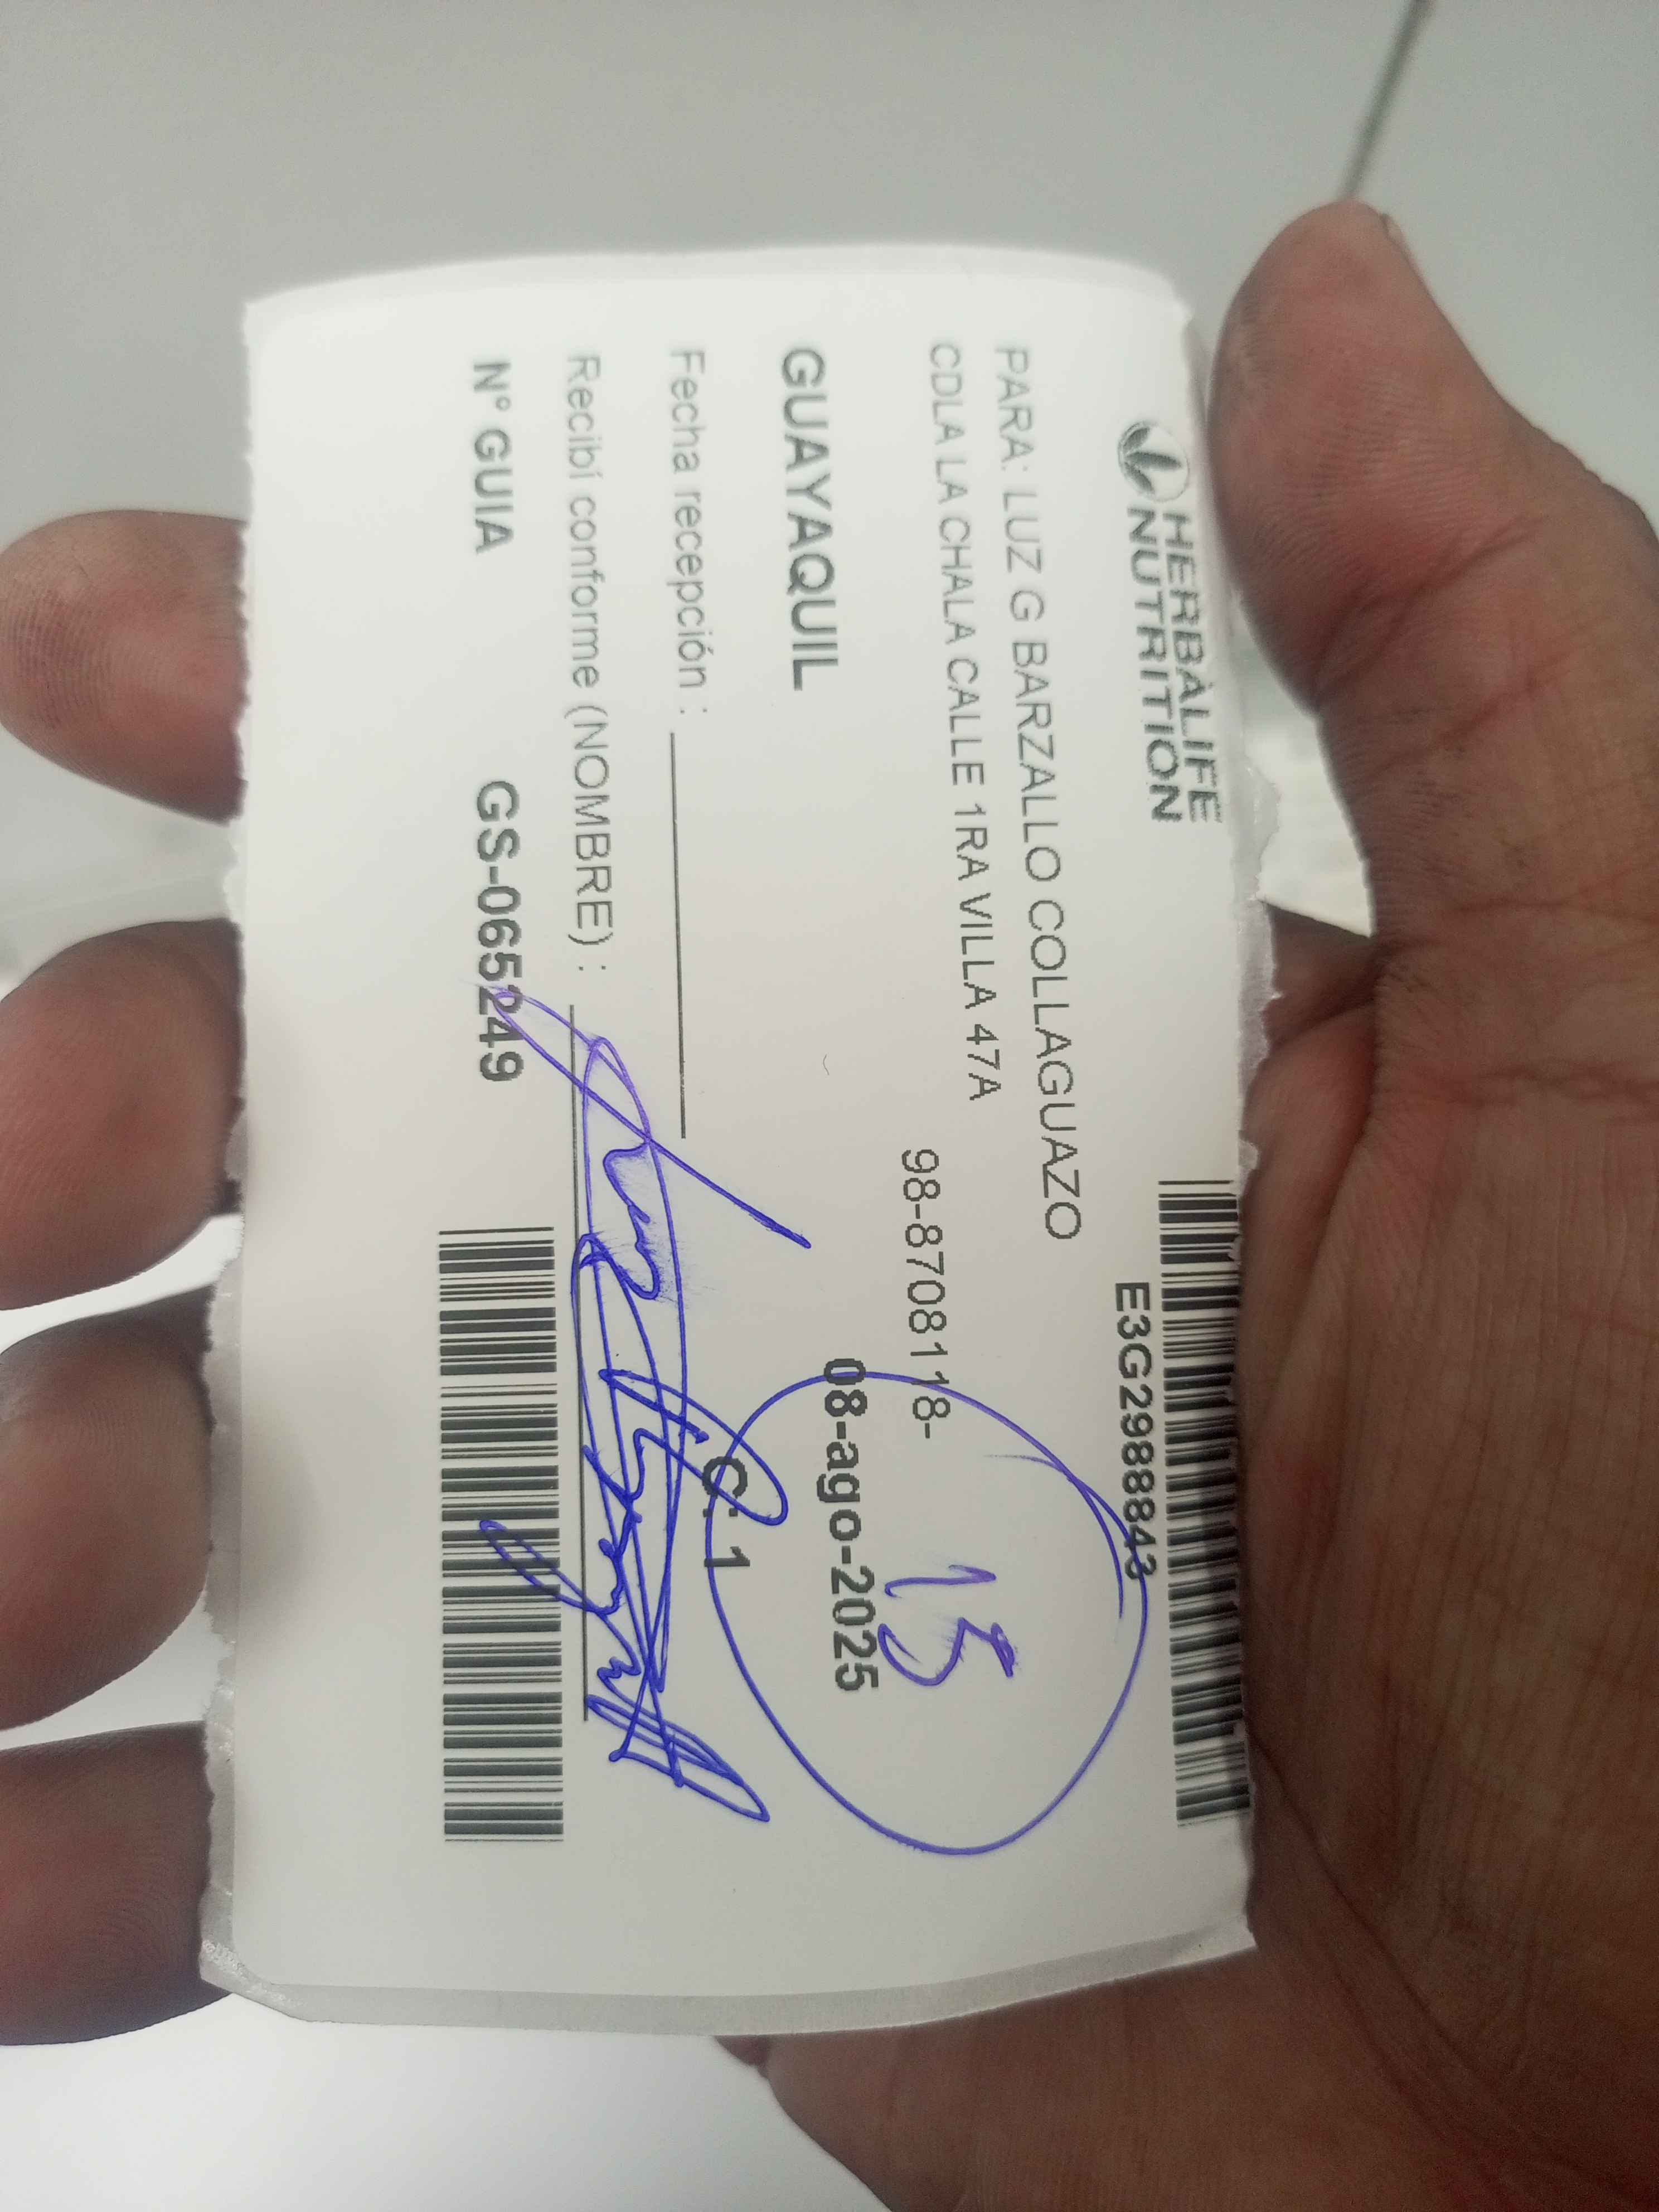 HERBALIFE
NUTRITION
E3G2988843
PARA: LUZ G BARZALLO COLLAGUAZO
CDLA LA CHALA CALLE 1RA VILLA 47A
98-8708118-
15
GUAYAQUIL
08-ago-2025
Fecha recepción :
C: 1
Recibí conforme (NOMBRE) :
Nº GUIA GS-065249